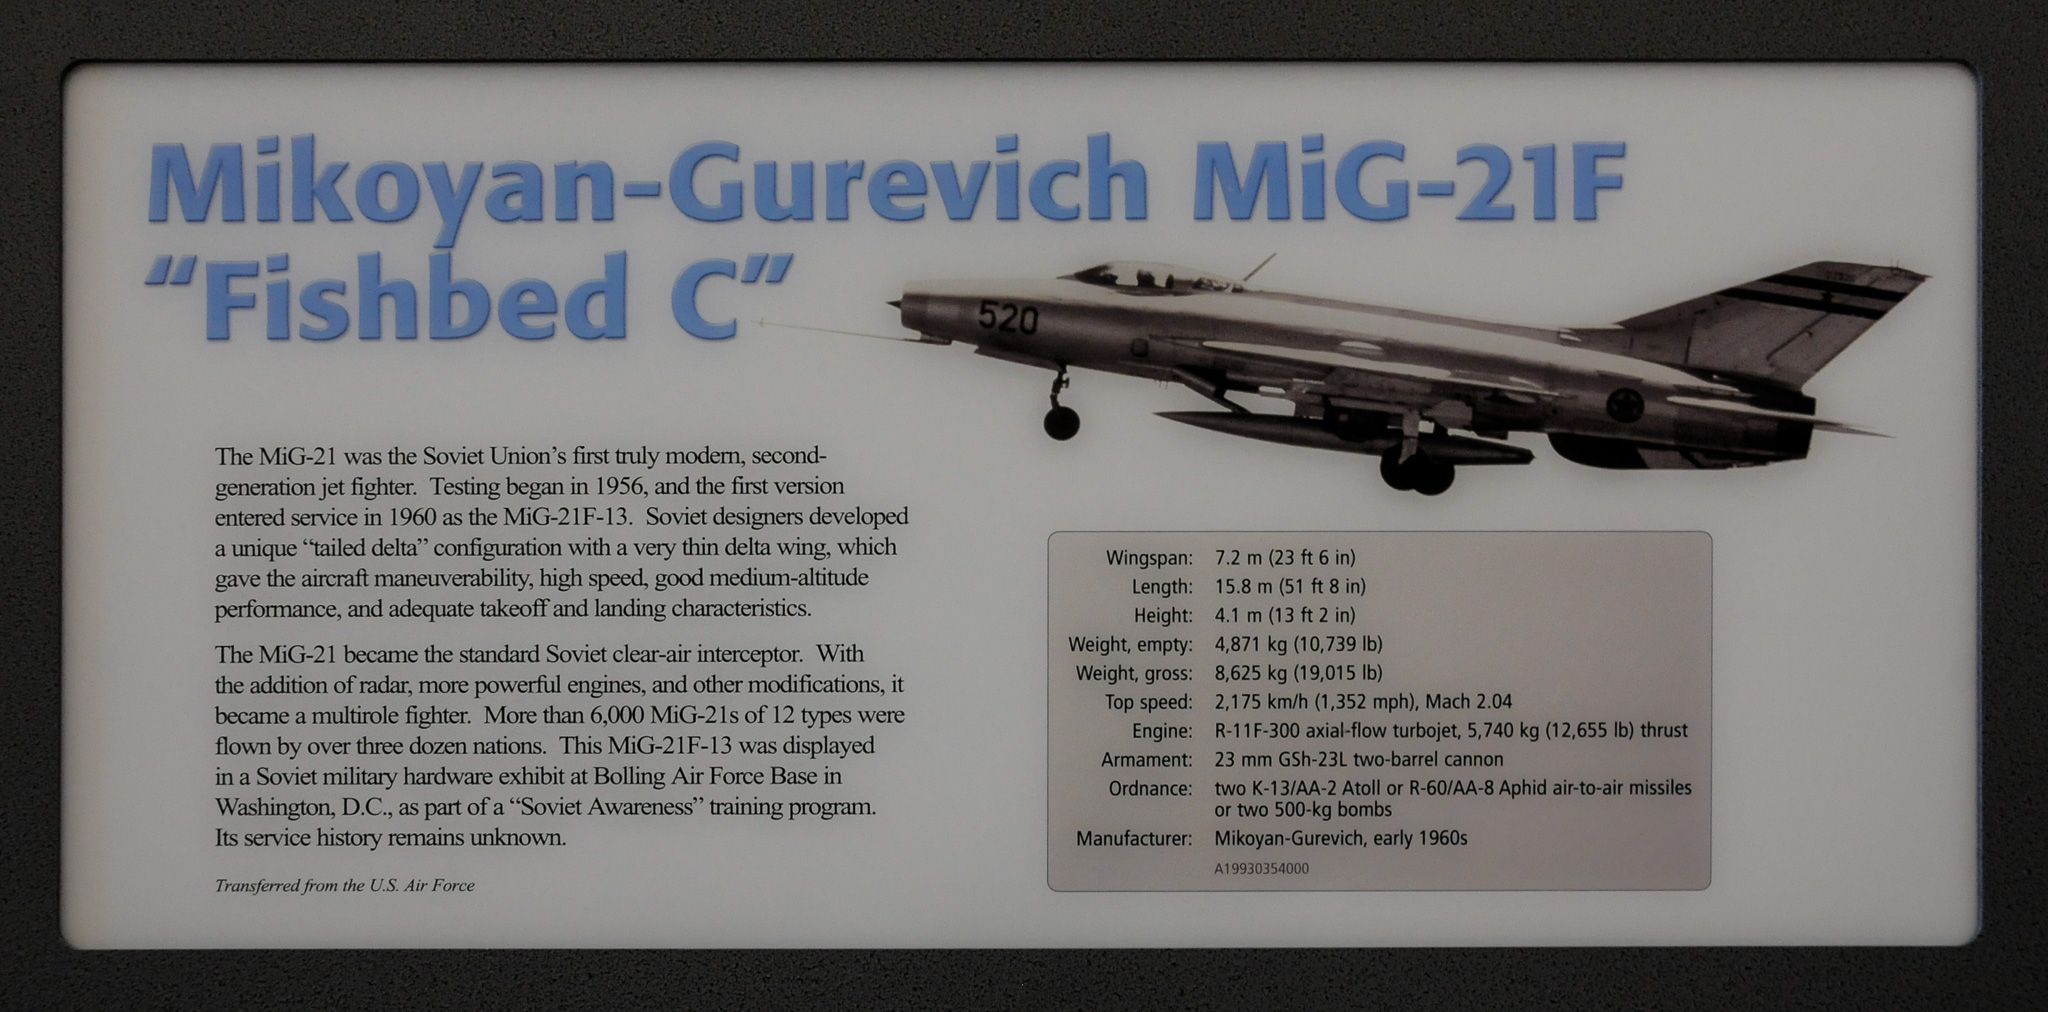 Mikoyan-Gurevich MiG-21F
“Fishbed C”
520
The MiG-21 was the Soviet Union’s first truly modern, second-
generation jet fighter.  Testing began in 1956, and the first version
entered service in 1960 as the MiG-21F-13.  Soviet designers developed
a unique “tailed delta” configuration with a very thin delta wing, which
gave the aircraft maneuverability, high speed, good medium-altitude
performance, and adequate takeoff and landing characteristics.
The MiG-21 became the standard Soviet clear-air interceptor.  With
the addition of radar, more powerful engines, and other modifications, it
became a multirole fighter.  More than 6,000 MiG-21s of 12 types were
flown by over three dozen nations.  This MiG-21F-13 was displayed
in a Soviet military hardware exhibit at Bolling Air Force Base in
Washington, D.C., as part of a “Soviet Awareness” training program.
Its service history remains unknown.
Transferred from the U.S. Air Force
Wingspan: 7.2 m (23 ft 6 in)
Length: 15.8 m (51 ft 8 in)
Height: 4.1 m (13 ft 2 in)
Weight, empty: 4,871 kg (10,739 lb)
Weight, gross: 8,625 kg (19,015 lb)
Top speed: 2,175 km/h (1,352 mph), Mach 2.04
Engine: R-11F-300 axial-flow turbojet, 5,740 kg (12,655 lb) thrust
Armament: 23 mm GSh-23L two-barrel cannon
Ordnance: two K-13/AA-2 Atoll or R-60/AA-8 Aphid air-to-air missiles
or two 500-kg bombs
Manufacturer: Mikoyan-Gurevich, early 1960s
A19930354000